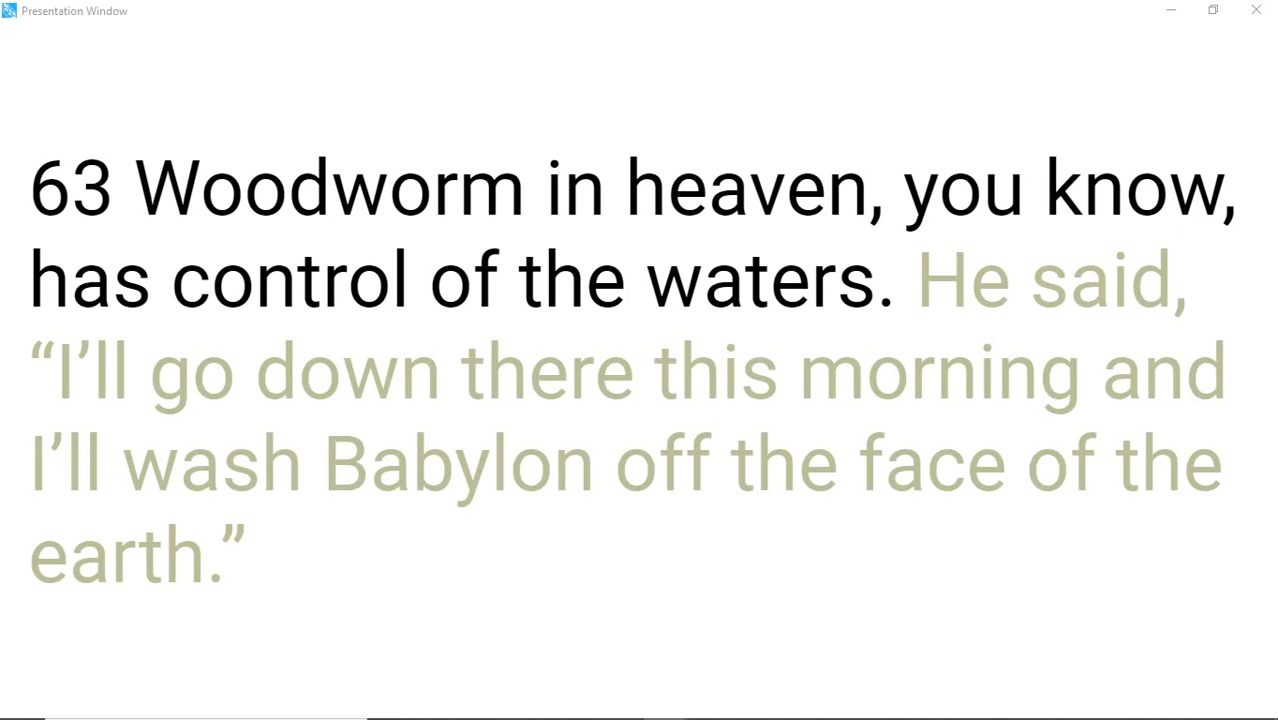 Presentation Window
63 Woodworm in heaven, you know,
has control of the waters. He said,
“I’ll go down there this morning and
I’ll wash Babylon off the face of the
earth.”